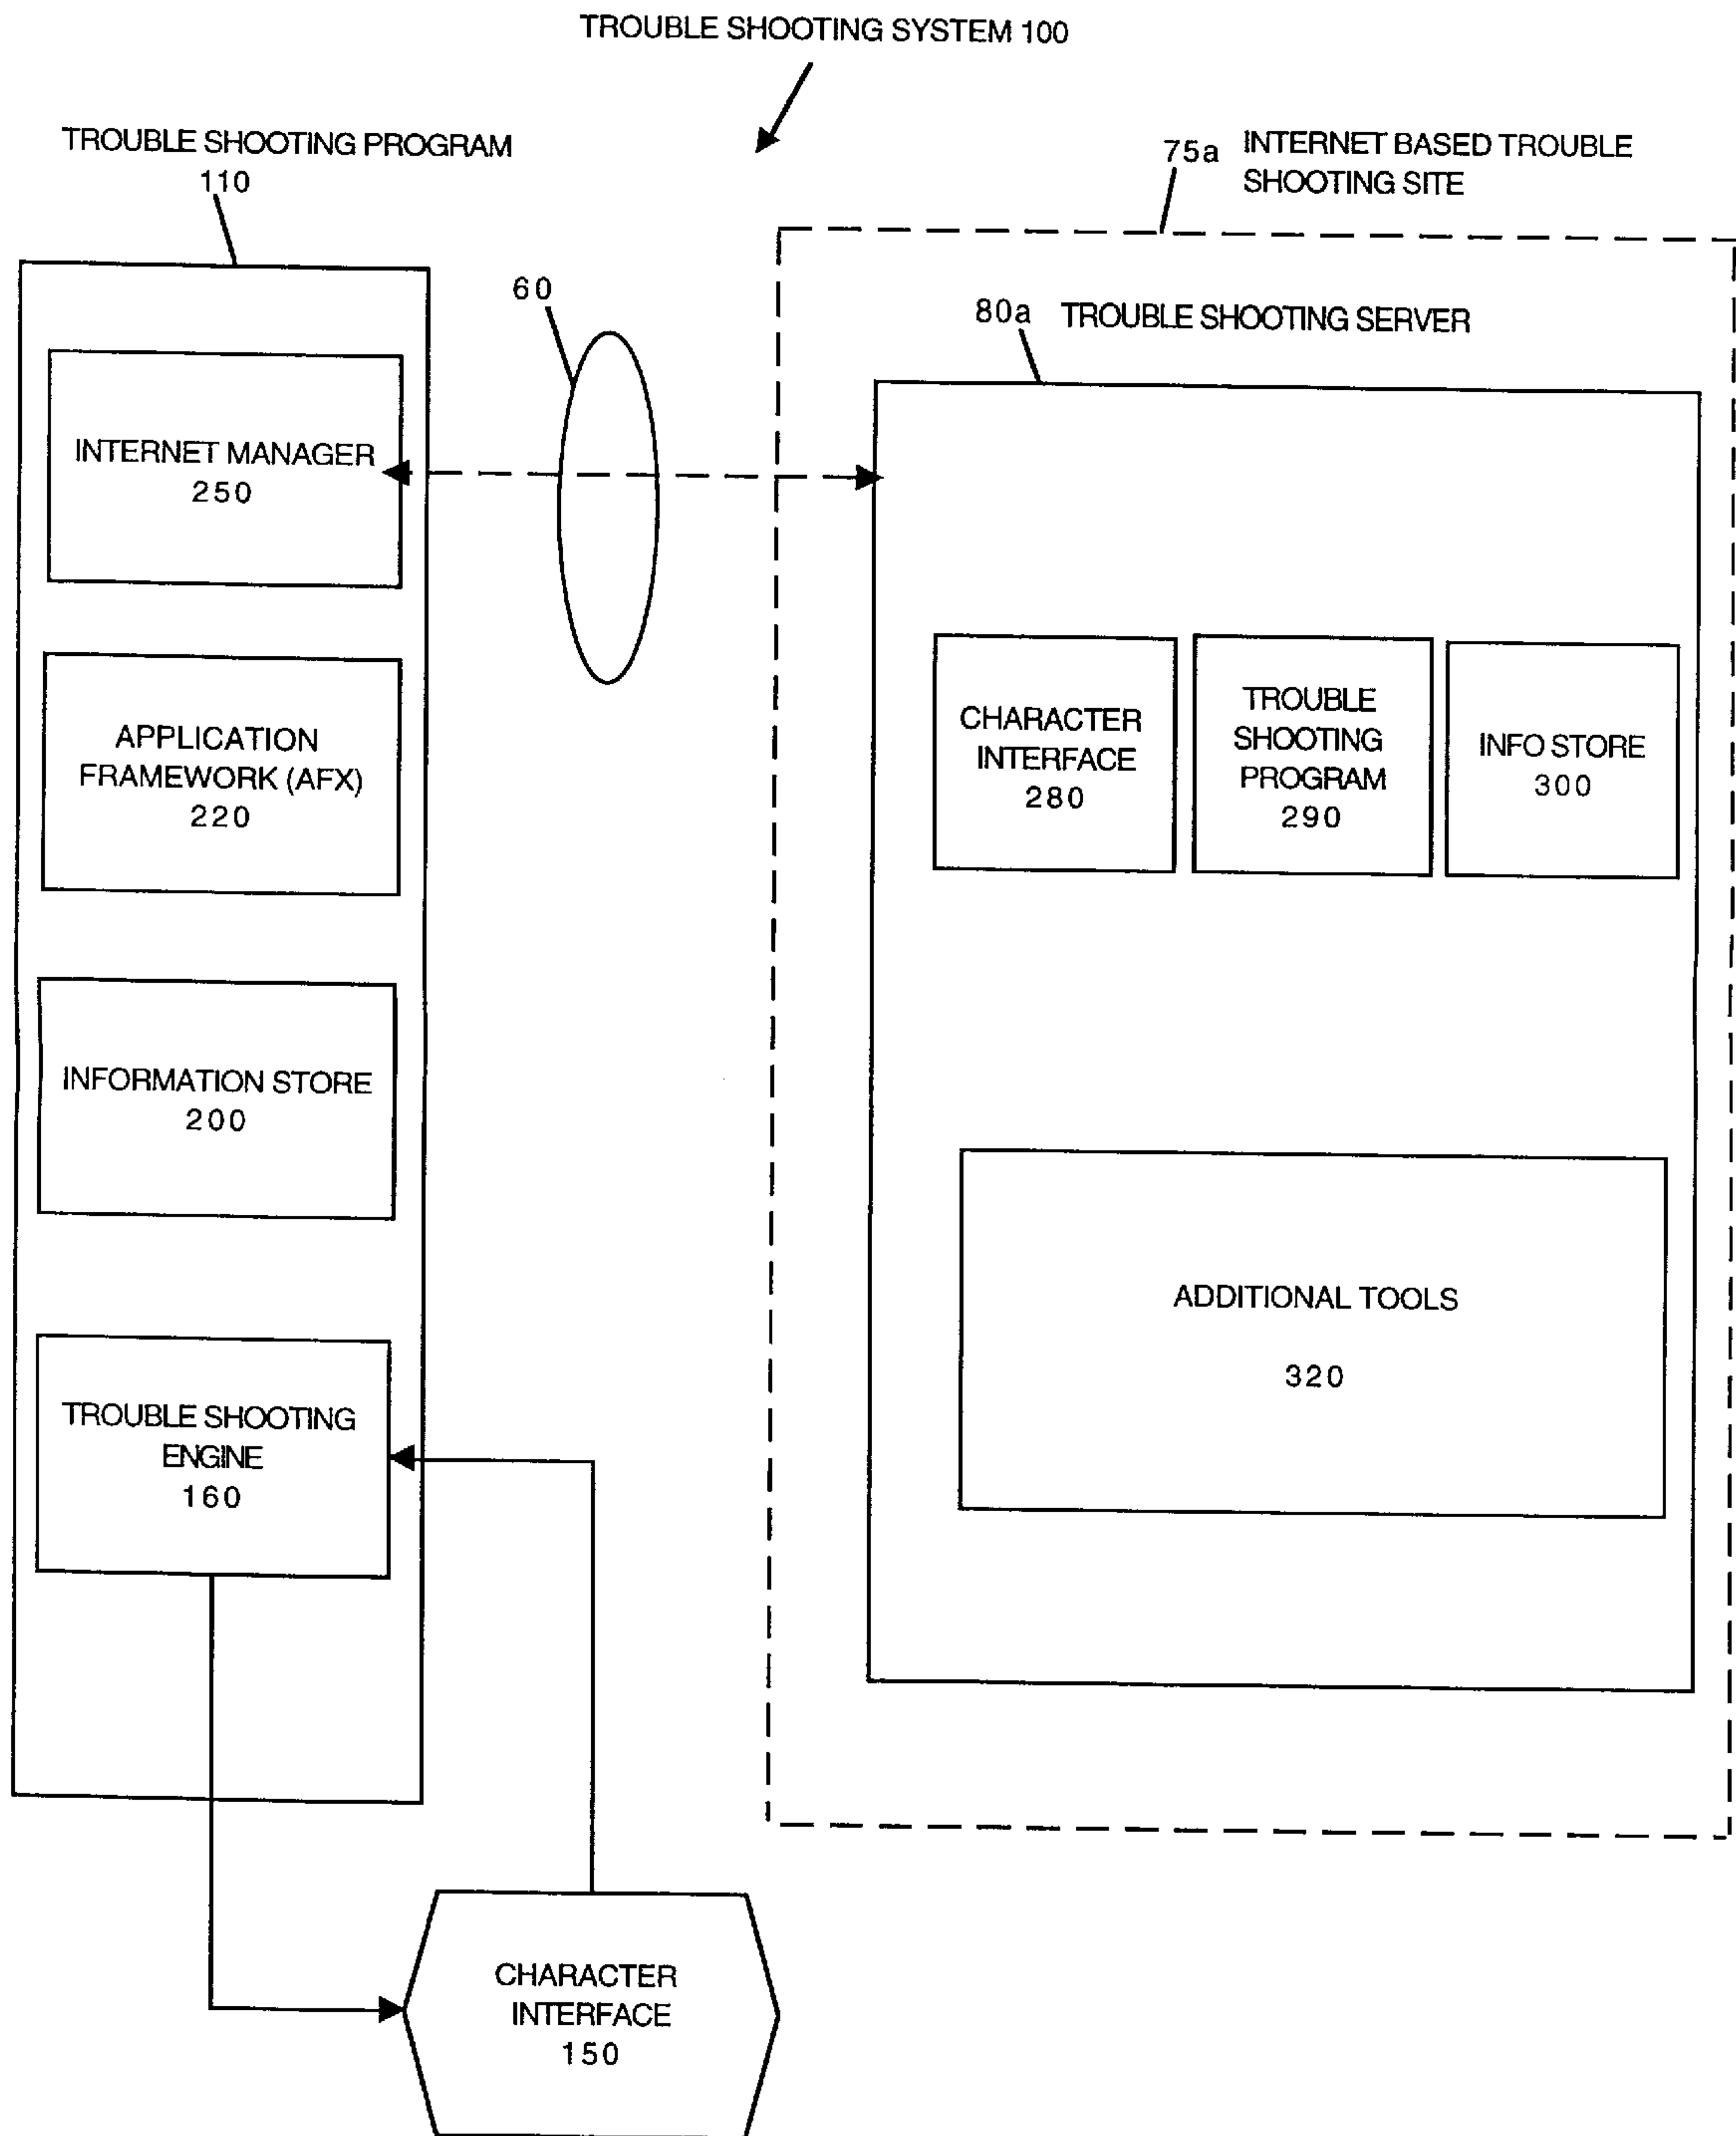 TROUBLE SHOOTING SYSTEM 100
TROUBLE SHOOTING PROGRAM
110
75a
INTERNET BASED TROUBLE
SHOOTING SITE
60
80a
TROUBLE SHOOTING SERVER
INTERNET MANAGER
250
APPLICATION
FRAMEWORK (AFX)
220
INFORMATION STORE
200
TROUBLE SHOOTING
ENGINE
160
CHARACTER
INTERFACE
280
TROUBLE
SHOOTING
PROGRAM
290
INFO STORE
300
ADDITIONAL TOOLS
320
CHARACTER
INTERFACE
150